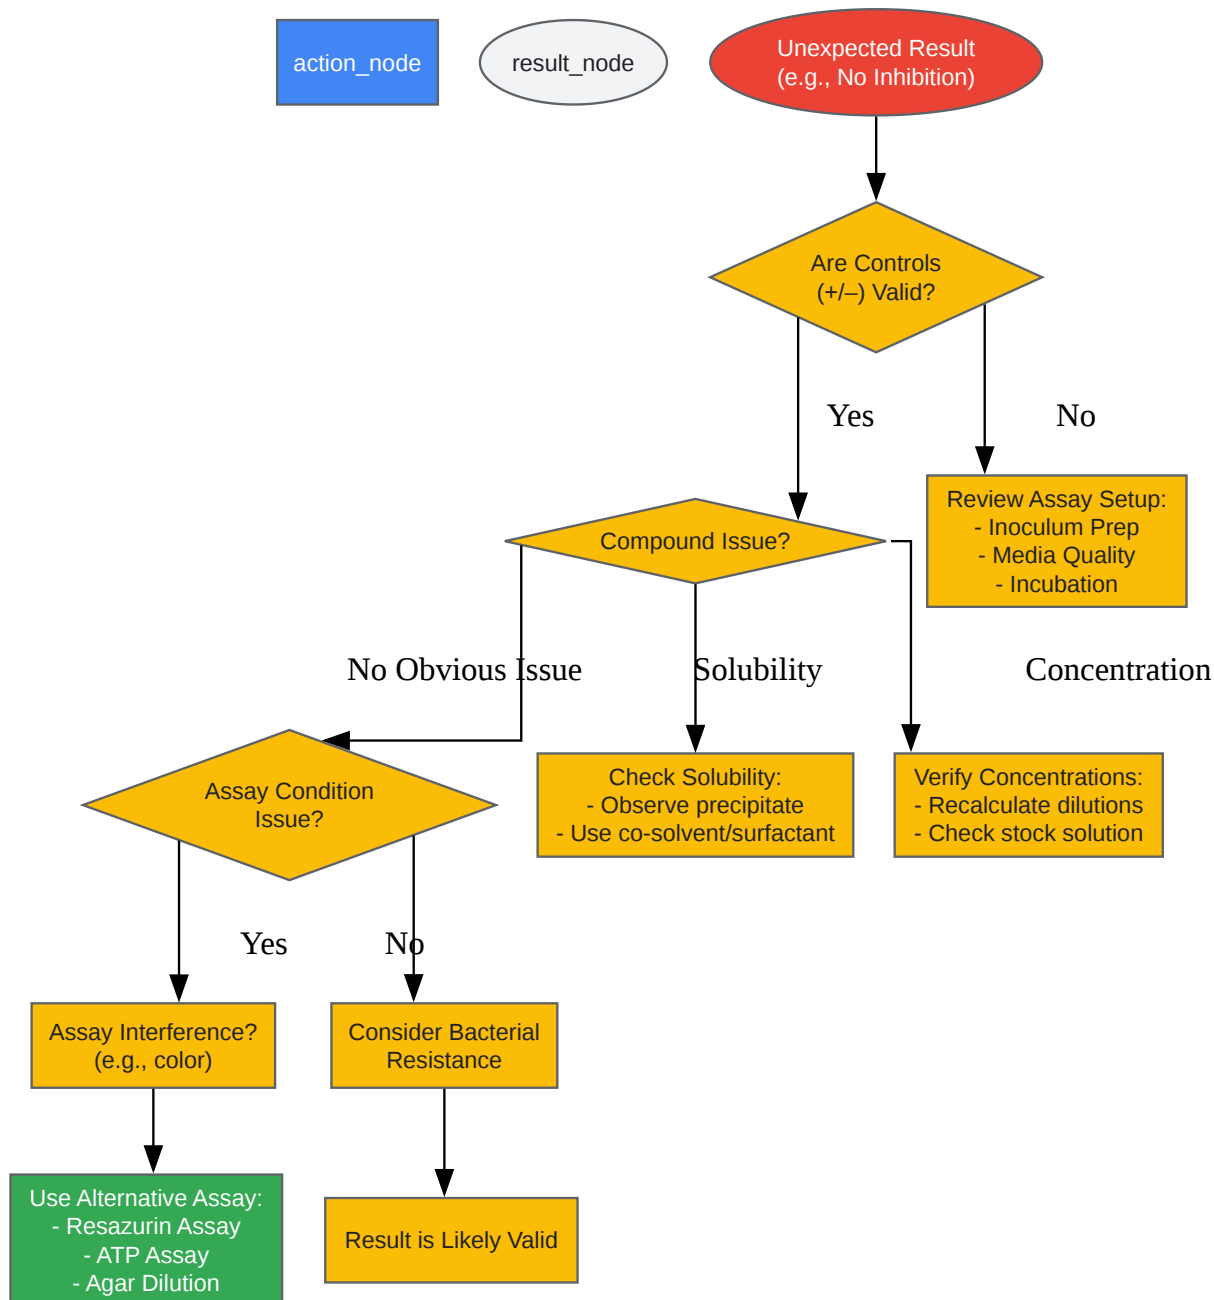 action_node
result_node
Unexpected Result
(e.g., No Inhibition)
Are Controls
(+/–) Valid?
Yes
No
Review Assay Setup:
- Inoculum Prep
- Media Quality
- Incubation
Compound Issue?
No Obvious Issue
Solubility
Concentration
Assay Condition
Issue?
Check Solubility:
- Observe precipitate
- Use co-solvent/surfactant
Verify Concentrations:
- Recalculate dilutions
- Check stock solution
Yes
No
Assay Interference?
(e.g., color)
Consider Bacterial
Resistance
Use Alternative Assay:
- Resazurin Assay
- ATP Assay
- Agar Dilution
Result is Likely Valid